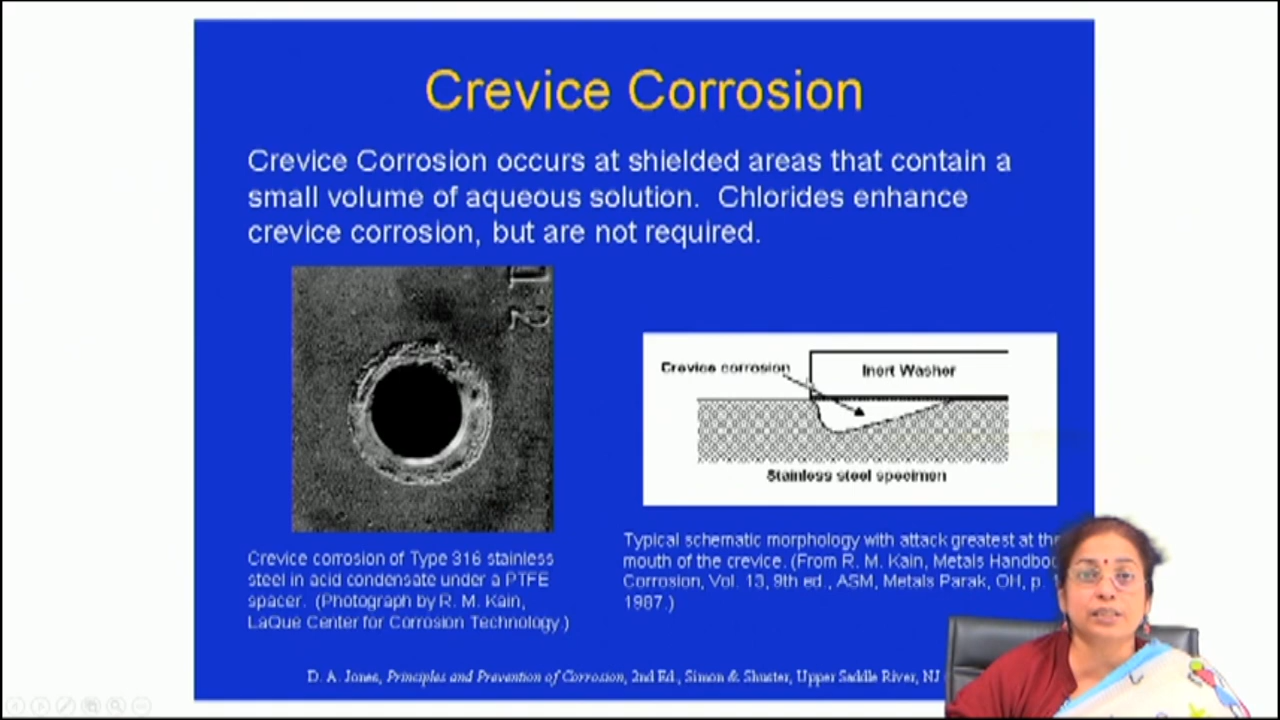 Crevice Corrosion
Crevice Corrosion occurs at shielded areas that contain a
small volume of aqueous solution. Chlorides enhance
crevice corrosion, but are not required.
Crevice corrosion
Inert Washer
Stainless steel specimen
Crevice corrosion of Type 316 stainless
steel in acid condensate under a PTFE
spacer. (Photograph by R. M. Kain,
LaQue Center for Corrosion Technology.)
Typical schematic morphology with attack greatest at the
mouth of the crevice. (From R. M. Kain, Metals
Corrosion, Vol. 13, 9th ed., ASM, Metals Parak, OH, p.
1987.)
D. A. Jones, Principles and Prevention of Corrosion, 2nd Ed., Simon & Shuster, Upper Saddle River, NJ